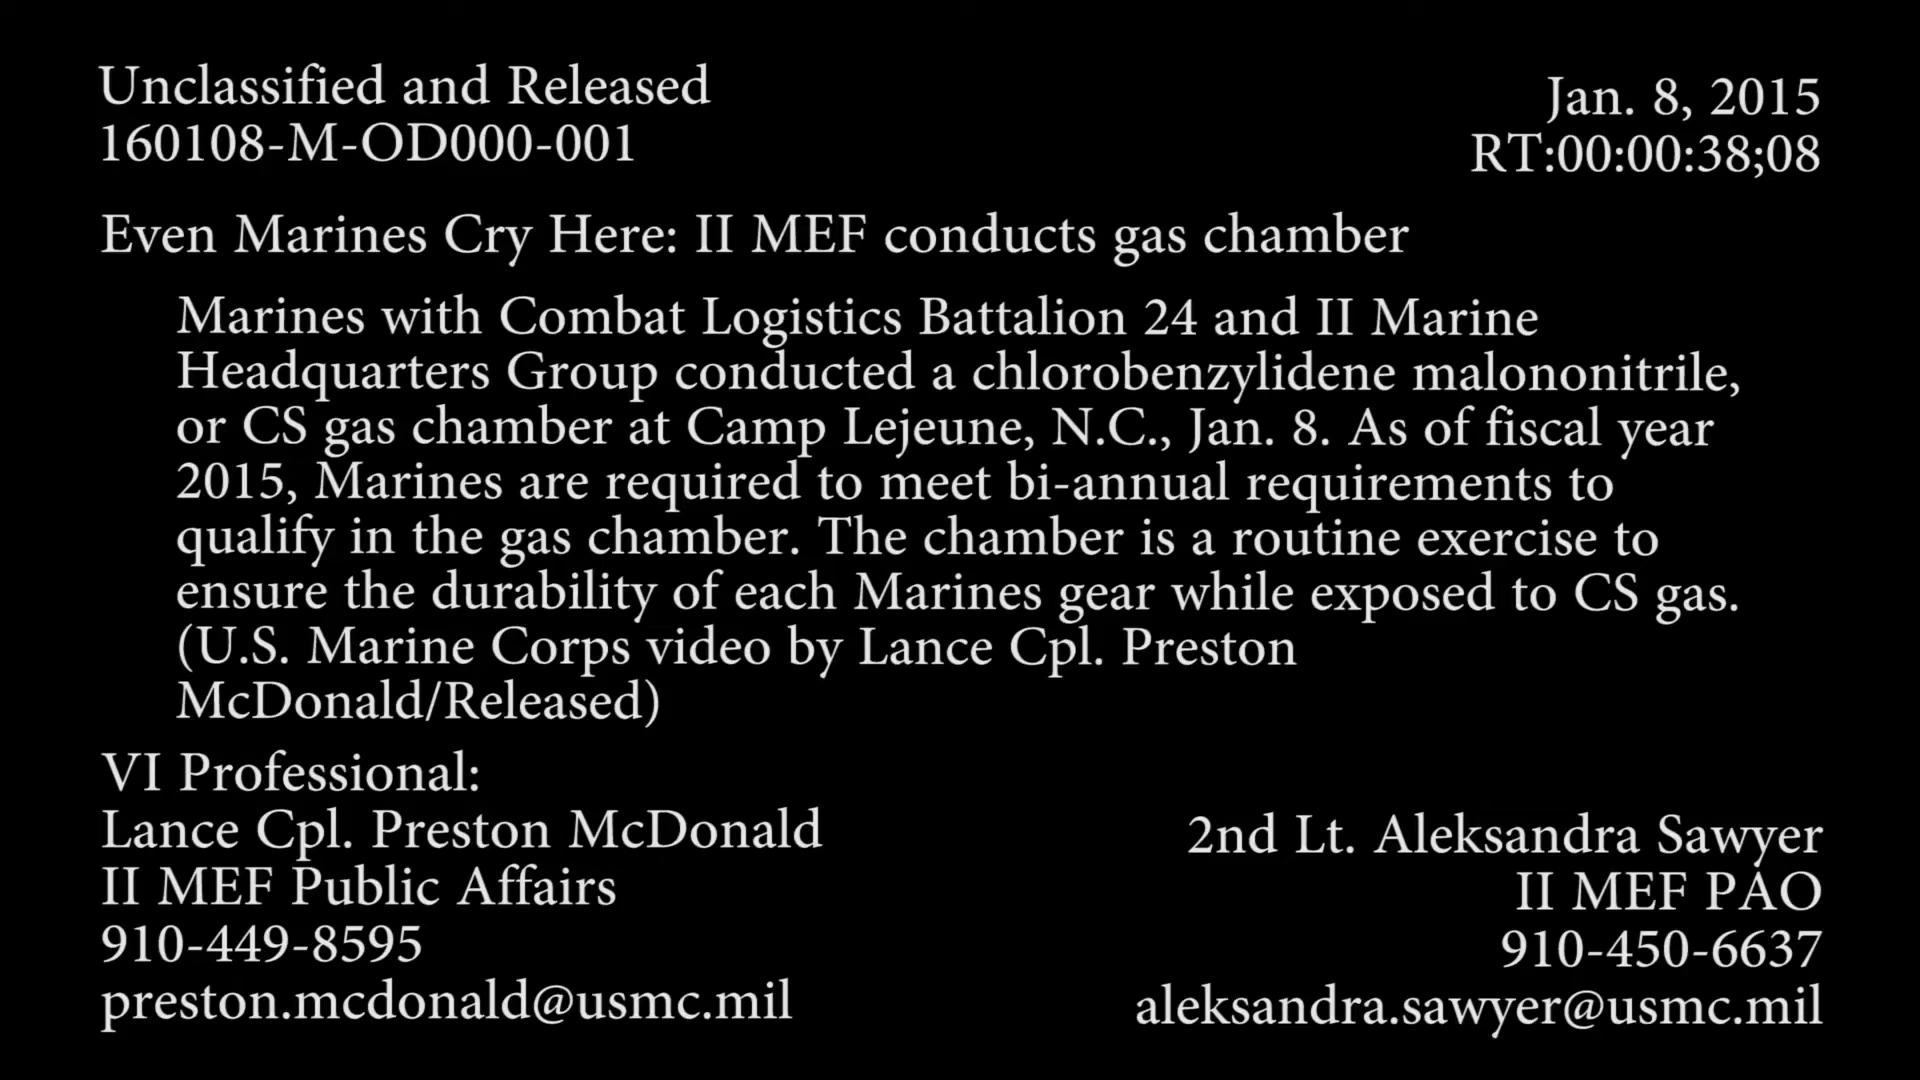 Unclassified and Released
160108-M-OD000-001
Jan. 8, 2015
RT:00:00:38;08
Even Marines Cry Here: II MEF conducts gas chamber
Marines with Combat Logistics Battalion 24 and II Marine
Headquarters Group conducted a chlorobenzylidene malononitrile,
or CS gas chamber at Camp Lejeune, N.C., Jan. 8. As of fiscal year
2015, Marines are required to meet bi-annual requirements to
qualify in the gas chamber. The chamber is a routine exercise to
ensure the durability of each Marines gear while exposed to CS gas.
(U.S. Marine Corps video by Lance Cpl. Preston
McDonald/Released)
VI Professional:
Lance Cpl. Preston McDonald
II MEF Public Affairs
910-449-8595
preston.mcdonald@usmc.mil
2nd Lt. Aleksandra Sawyer
II MEF PAO
910-450-6637
aleksandra.sawyer@usmc.mil